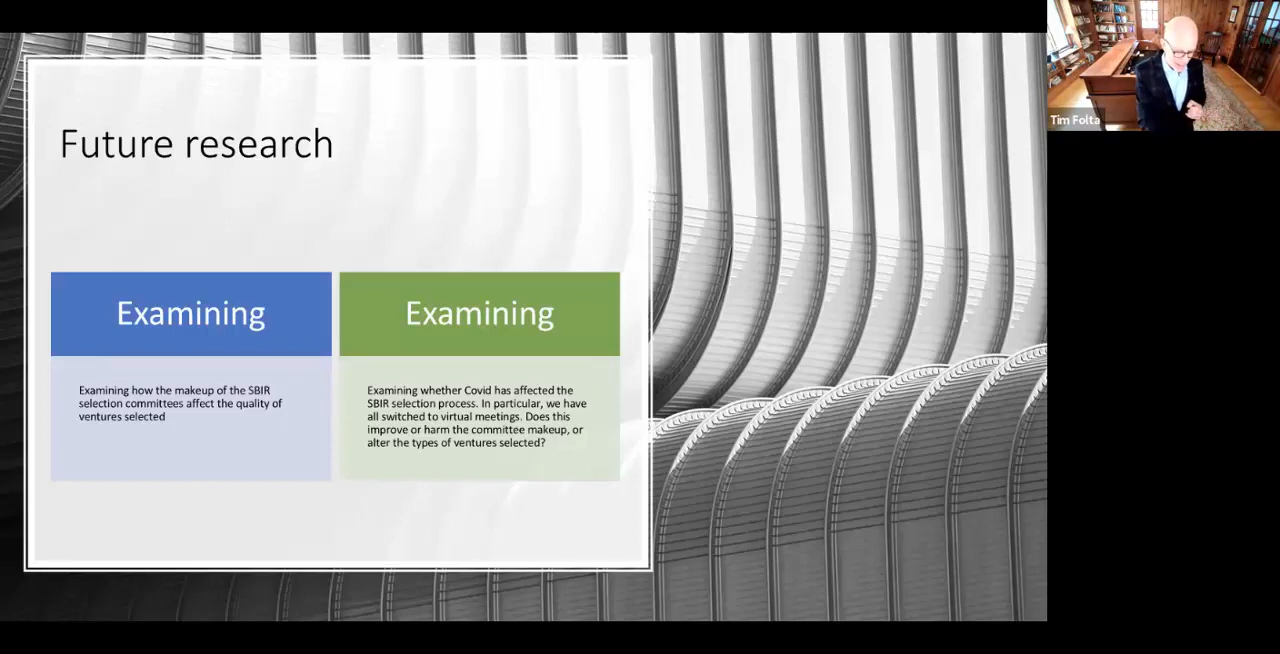 Future research
Examining
Examining how the makeup of the SBIR
selection committees affect the quality of
ventures selected
Examining
Examining whether Covid has affected the
SBIR selection process. In particular, we have
all switched to virtual meetings. Does this
improve or harm the committee makeup, or
alter the types of ventures selected?
Tim Folta